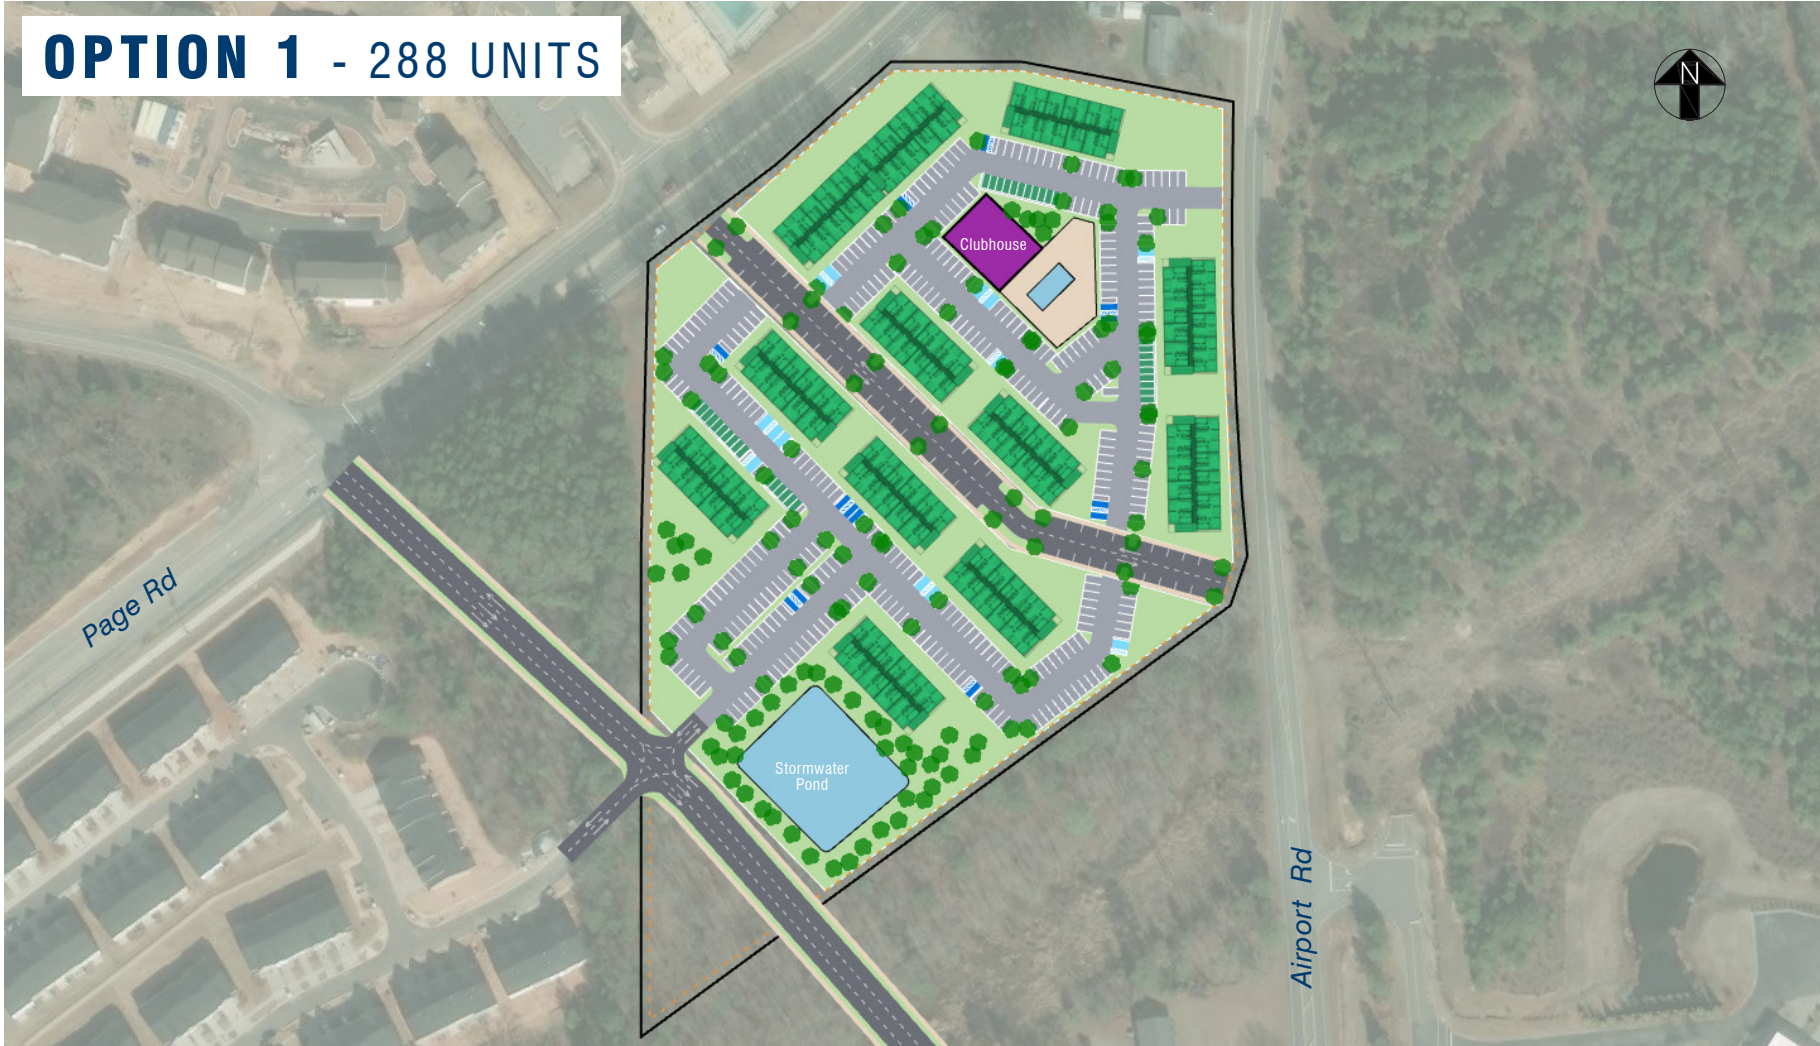 OPTION 1 - 288 UNITS
N
Clubhouse
Page Rd
Stormwater
Pond
Airport Rd